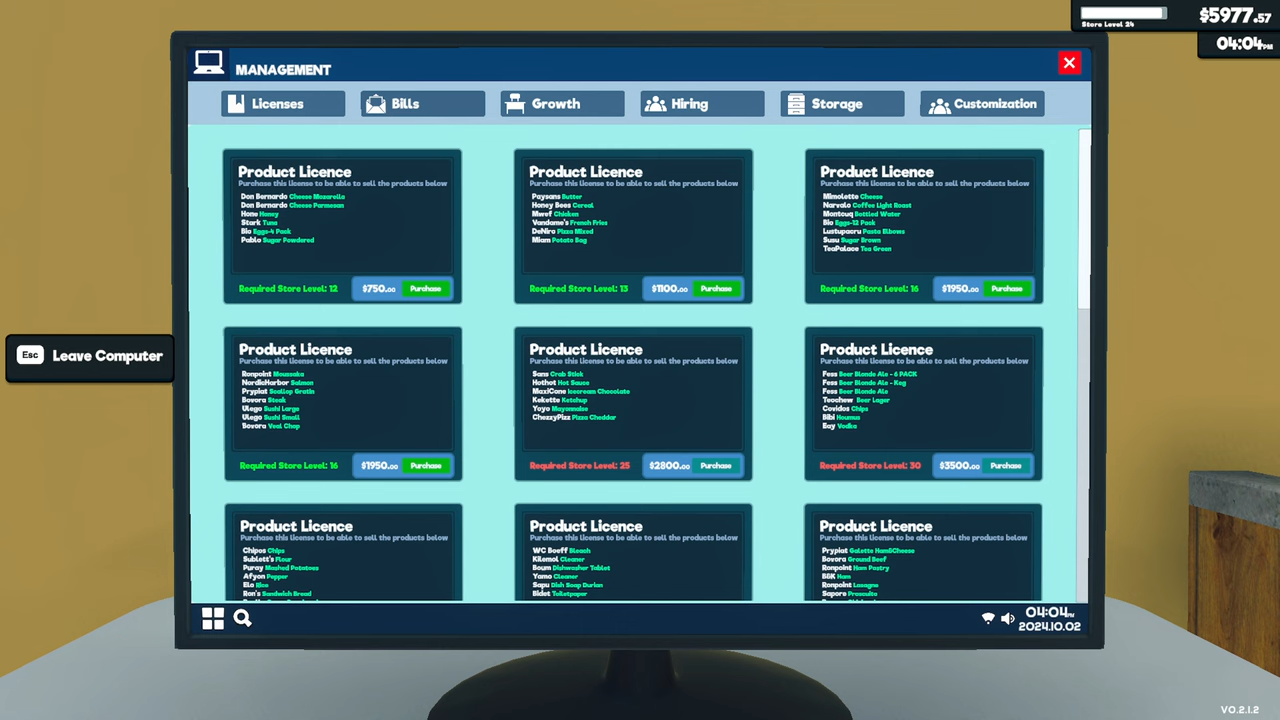 $5977.57
Store Level 24
04:04PM
MANAGEMENT
Licenses
Bills
Growth
Hiring
Storage
Customization
Product Licence
Purchase this license to be able to sell the products below
Don Bernardo Cheese Mozarella
Don Bernardo Cheese Parmesan
Hone Honey
Stark Tuna
Bio Eggs-4 Pack
Pablo Sugar Powdered
Required Store Level: 12
$750.00
Purchase
Product Licence
Purchase this license to be able to sell the products below
Paysans Butter
Honey Bees Cereal
Mwef Chicken
Vandame's French Fries
DeNiro Pizza Mixed
Miam Potato Bag
Required Store Level: 13
$1100.00
Purchase
Product Licence
Purchase this license to be able to sell the products below
Mimolette Cheese
Narvalo Coffee Light Roast
Montouq Bottled Water
Bio Eggs-12 Pack
Lustupacru Pasta Elbows
Susu Sugar Brown
TeaPalace Tea Green
Required Store Level: 16
$1950.00
Purchase
Esc
Leave Computer
Product Licence
Purchase this license to be able to sell the products below
Ronpoint Moussaka
NordicHarbor Salmon
Prypiat Scallop Gratin
Bovora Steak
Ulego Sushi Large
Ulego Sushi Small
Bovora Veal Chop
Required Store Level: 16
$1950.00
Purchase
Product Licence
Purchase this license to be able to sell the products below
Sans Crab Stick
Hothot Hot Sauce
MaxiCone Icecream Chocolate
Kekette Ketchup
Yoyo Mayonnaise
ChezzyPizz Pizza Cheddar
Required Store Level: 25
$2800.00
Purchase
Product Licence
Purchase this license to be able to sell the products below
Fess Beer Blonde Ale - 6 PACK
Fess Beer Blonde Ale - Keg
Fess Beer Blonde Ale
Teochew Beer Lager
Covidos Chips
Bibi Houmus
Eay Vodka
Required Store Level: 30
$3500.00
Purchase
Product Licence
Purchase this license to be able to sell the products below
Chipos Chips
Sublett's Flour
Puray Mashed Potatoes
Afyon Pepper
Ela Rice
Ron's Sandwich Bread
Product Licence
Purchase this license to be able to sell the products below
WC Boeff Bleach
Kilemol Cleaner
Boum Dishwasher Tablet
Yamo Cleaner
Sapu Dish Soap Durian
Bidet Toiletpaper
Product Licence
Purchase this license to be able to sell the products below
Prypiat Galette Ham&Cheese
Bovora Ground Beef
Ronpoint Ham Pastry
BBK Ham
Ronpoint Lasagna
Sapore Proscuito
04:04PM
2024.10.02
V0.2.1.2